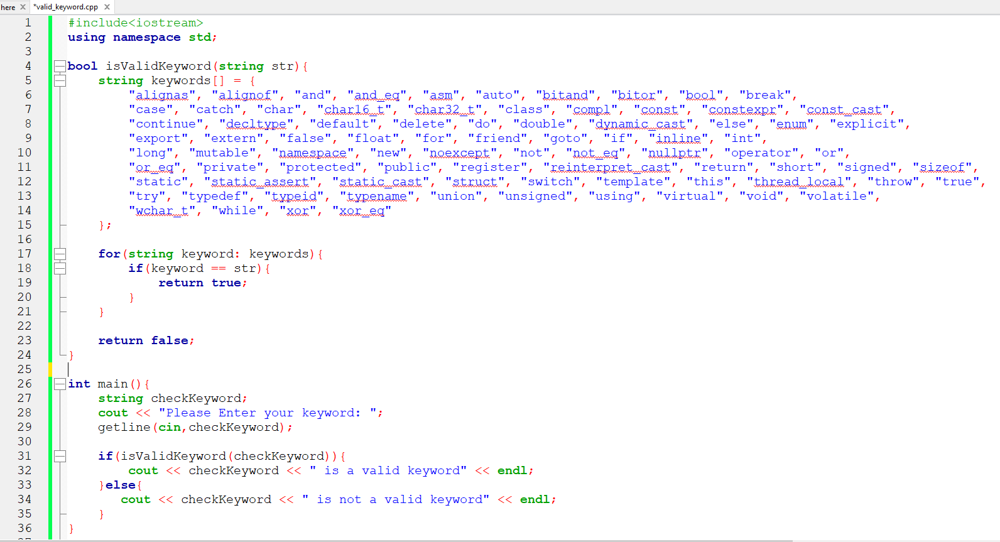 here X *valid_keyword.cpp X
1 #include<iostream>
2 using namespace std;
3
4 bool isValidKeyword(string str){
5     string keywords[] = {
6         "alignas", "alignof", "and", "and_eq", "asm", "auto", "bitand", "bitor", "bool", "break",
7         "case", "catch", "char", "char16_t", "char32_t", "class", "compl", "const", "constexpr", "const_cast",
8         "continue", "decltype", "default", "delete", "do", "double", "dynamic_cast", "else", "enum", "explicit",
9         "export", "extern", "false", "float", "for", "friend", "goto", "if", "inline", "int",
10         "long", "mutable", "namespace", "new", "noexcept", "not", "not_eq", "nullptr", "operator", "or",
11         "or_eq", "private", "protected", "public", "register", "reinterpret_cast", "return", "short", "signed", "sizeof",
12         "static", "static_assert", "static_cast", "struct", "switch", "template", "this", "thread_local", "throw", "true",
13         "try", "typedef", "typeid", "typename", "union", "unsigned", "using", "virtual", "void", "volatile",
14         "wchar_t", "while", "xor", "xor_eq"
15     };
16
17     for(string keyword: keywords){
18         if(keyword == str){
19             return true;
20         }
21     }
22
23     return false;
24 }
25
26 int main(){
27     string checkKeyword;
28     cout << "Please Enter your keyword: ";
29     getline(cin,checkKeyword);
30
31     if(isValidKeyword(checkKeyword)){
32         cout << checkKeyword << " is a valid keyword" << endl;
33     }else{
34        cout << checkKeyword << " is not a valid keyword" << endl;
35     }
36 }